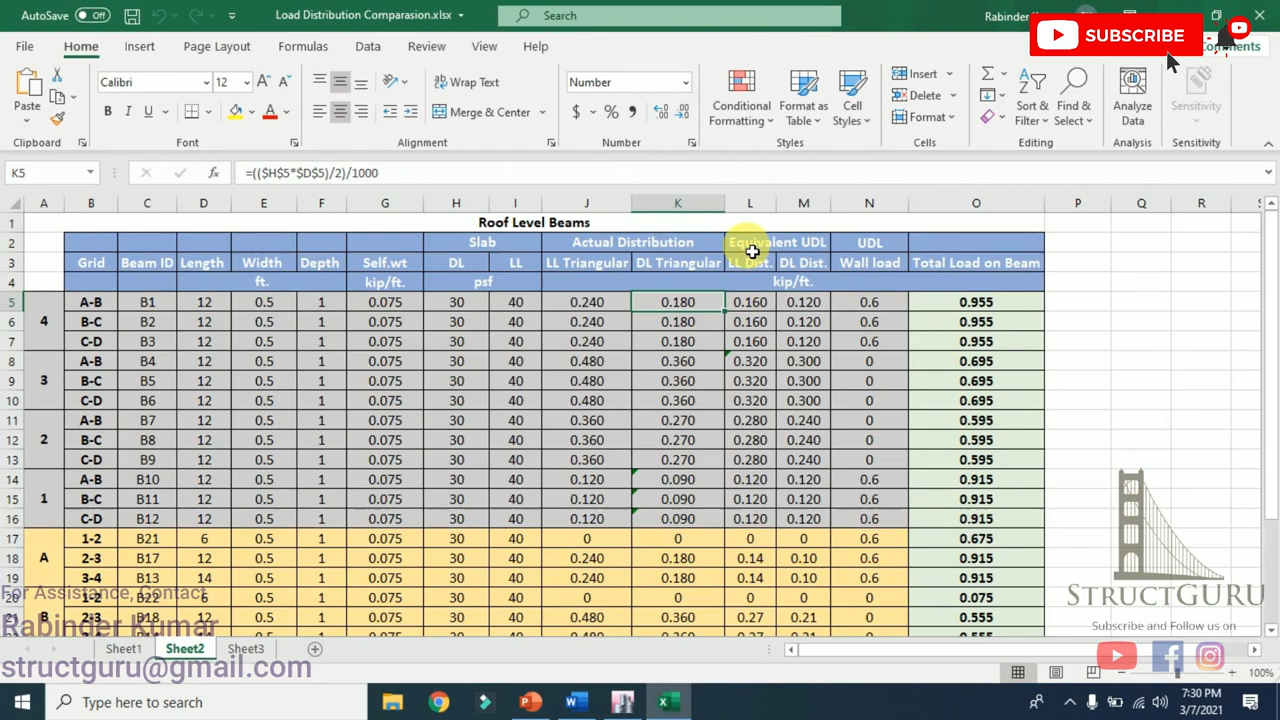 AutoSave Off Load Distribution Comparasion.xlsx Search Rabinder
SUBSCRIBE
File Home Insert Page Layout Formulas Data Review View Help Comments
Paste Calibri 12 Number Insert
B I U Merge & Center $ % Delete
Conditional Formatting Format as Table Cell Styles Format Sort & Filter Find & Select Analyze Data Sensitivity
Clipboard Font Alignment Number Styles Cells Editing Analysis Sensitivity
K5 fx =(($H$5*$D$5)/2)/1000
A B C D E F G H I J K L M N O P Q R S
1 Roof Level Beams
2 Slab Actual Distribution Equivalent UDL UDL
3 Grid Beam ID Length Width Depth Self.wt DL LL LL Triangular DL Triangular LL Dist. DL Dist. Wall load Total Load on Beam
4 ft. kip/ft. psf kip/ft.
5 A-B B1 12 0.5 1 0.075 30 40 0.240 0.180 0.160 0.120 0.6 0.955
6 4 B-C B2 12 0.5 1 0.075 30 40 0.240 0.180 0.160 0.120 0.6 0.955
7 C-D B3 12 0.5 1 0.075 30 40 0.240 0.180 0.160 0.120 0.6 0.955
8 A-B B4 12 0.5 1 0.075 30 40 0.480 0.360 0.320 0.300 0 0.695
9 3 B-C B5 12 0.5 1 0.075 30 40 0.480 0.360 0.320 0.300 0 0.695
10 C-D B6 12 0.5 1 0.075 30 40 0.480 0.360 0.320 0.300 0 0.695
11 A-B B7 12 0.5 1 0.075 30 40 0.360 0.270 0.280 0.240 0 0.595
12 2 B-C B8 12 0.5 1 0.075 30 40 0.360 0.270 0.280 0.240 0 0.595
13 C-D B9 12 0.5 1 0.075 30 40 0.360 0.270 0.280 0.240 0 0.595
14 A-B B10 12 0.5 1 0.075 30 40 0.120 0.090 0.120 0.120 0.6 0.915
15 1 B-C B11 12 0.5 1 0.075 30 40 0.120 0.090 0.120 0.120 0.6 0.915
16 C-D B12 12 0.5 1 0.075 30 40 0.120 0.090 0.120 0.120 0.6 0.915
17 1-2 B21 6 0.5 1 0.075 30 40 0 0 0 0 0.6 0.675
18 A 2-3 B17 12 0.5 1 0.075 30 40 0.240 0.180 0.14 0.10 0.6 0.915
19 3-4 B13 14 0.5 1 0.075 30 40 0.240 0.180 0.14 0.10 0.6 0.915
For Assistance, Contact
20 1-2 B22 6 0.5 1 0.075 30 40 0 0 0 0 0 0.075
21 B 2-3 B18 12 0.5 1 0.075 30 40 0.480 0.360 0.27 0.21 0 0.555
Rabinder Kumar
STRUCTGURU
Subscribe and Follow us on
Sheet1 Sheet2 Sheet3
structguru@gmail.com
100%
Type here to search
7:30 PM
3/7/2021